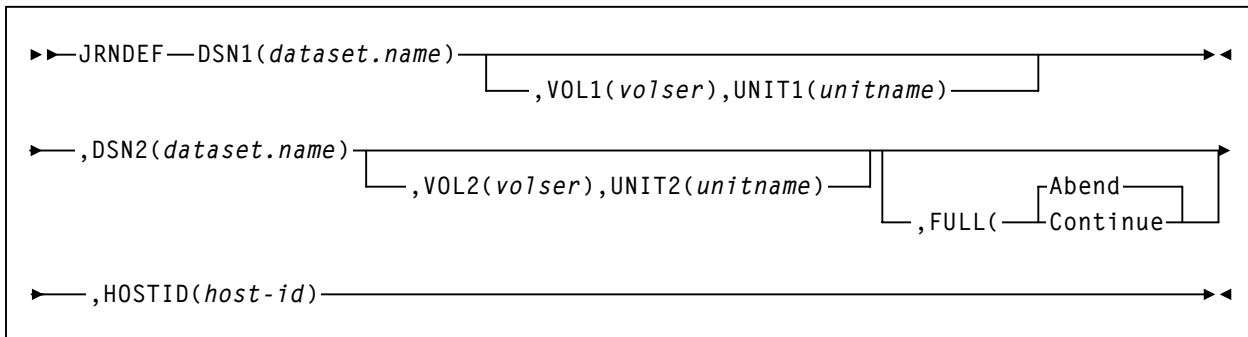 JRNDEF DSN1(dataset.name)
,VOL1(volser),UNIT1(unitname)
,DSN2(dataset.name)
,VOL2(volser),UNIT2(unitname)
Abend
,FULL( Continue
,HOSTID(host-id)